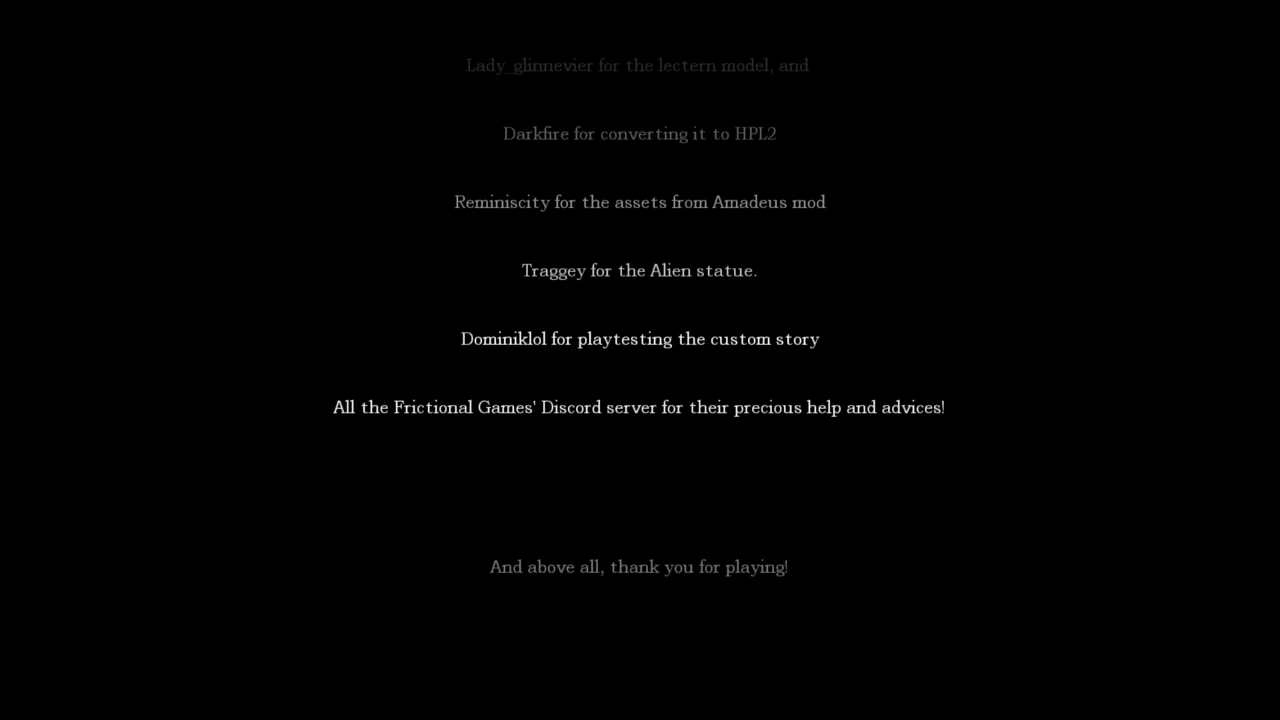 Lady_glinnevier for the lectern model, and
Darkfire for converting it to HPL2
Reminiscity for the assets from Amadeus mod
Traggey for the Alien statue.
Dominiklol for playtesting the custom story
All the Frictional Games' Discord server for their precious help and advices!
And above all, thank you for playing!